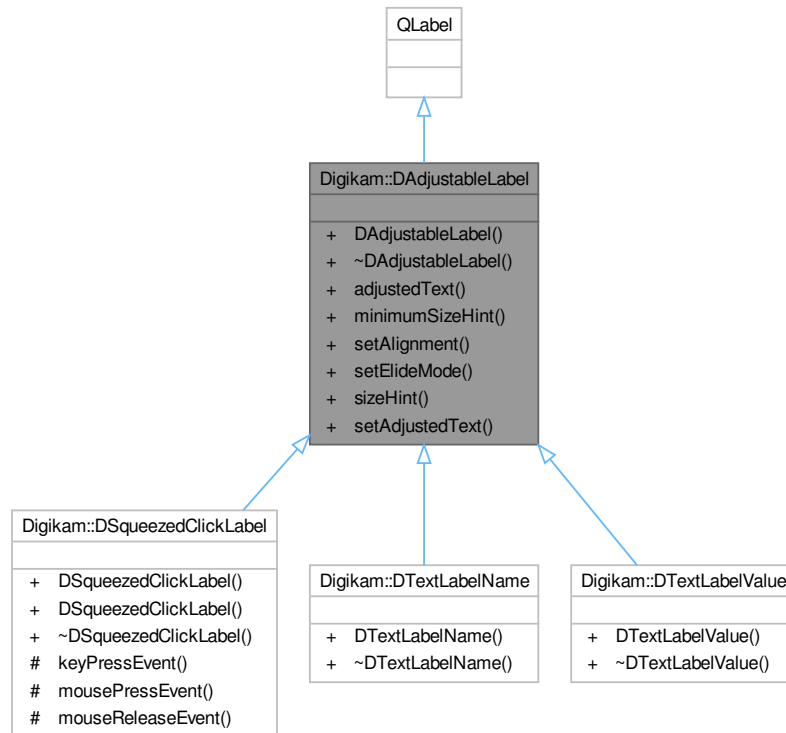 QLabel
Digikam::DAdjustableLabel
+ DAdjustableLabel()
+ ~DAdjustableLabel()
+ adjustedText()
+ minimumSizeHint()
+ setAlignment()
+ setElideMode()
+ sizeHint()
+ setAdjustedText()
Digikam::DSqueezedClickLabel
+ DSqueezedClickLabel()
+ DSqueezedClickLabel()
+ ~DSqueezedClickLabel()
# keyPressEvent()
# mousePressEvent()
# mouseReleaseEvent()
Digikam::DTextLabelName
+ DTextLabelName()
+ ~DTextLabelName()
Digikam::DTextLabelValue
+ DTextLabelValue()
+ ~DTextLabelValue()